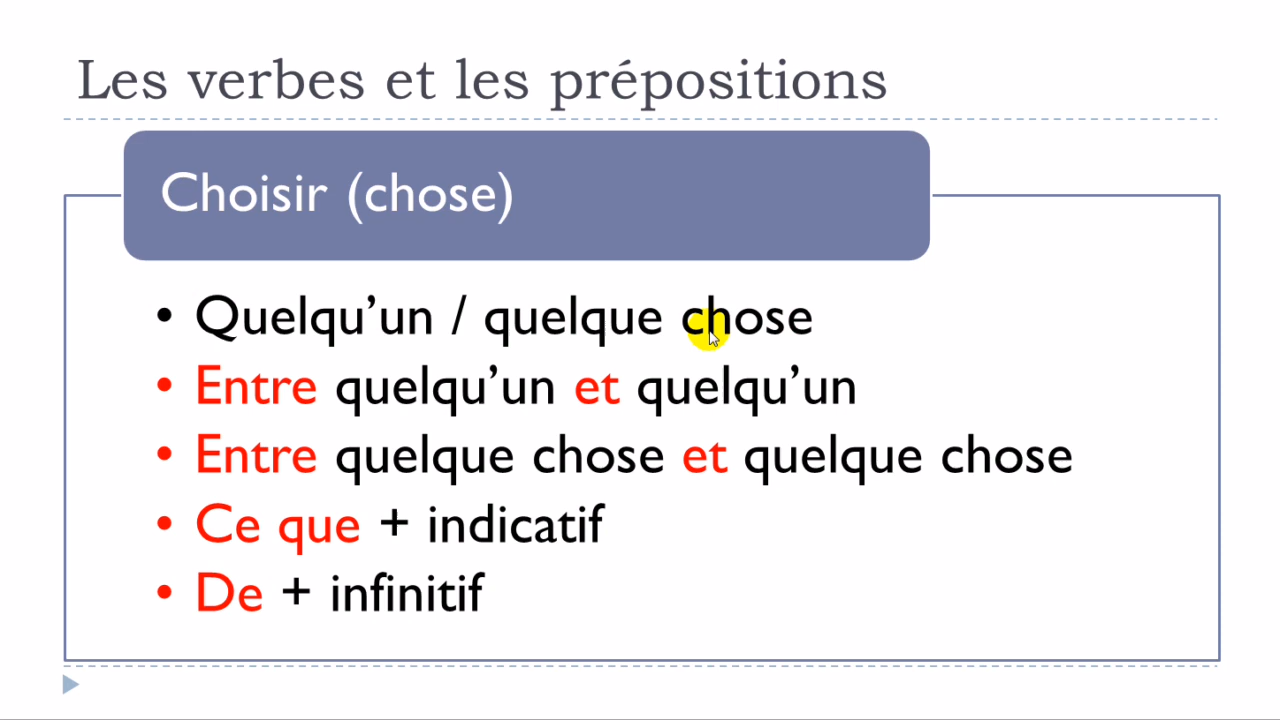 Les verbes et les prépositions
Choisir (chose)
• Quelqu’un / quelque chose
• Entre quelqu’un et quelqu’un
• Entre quelque chose et quelque chose
• Ce que + indicatif
• De + infinitif